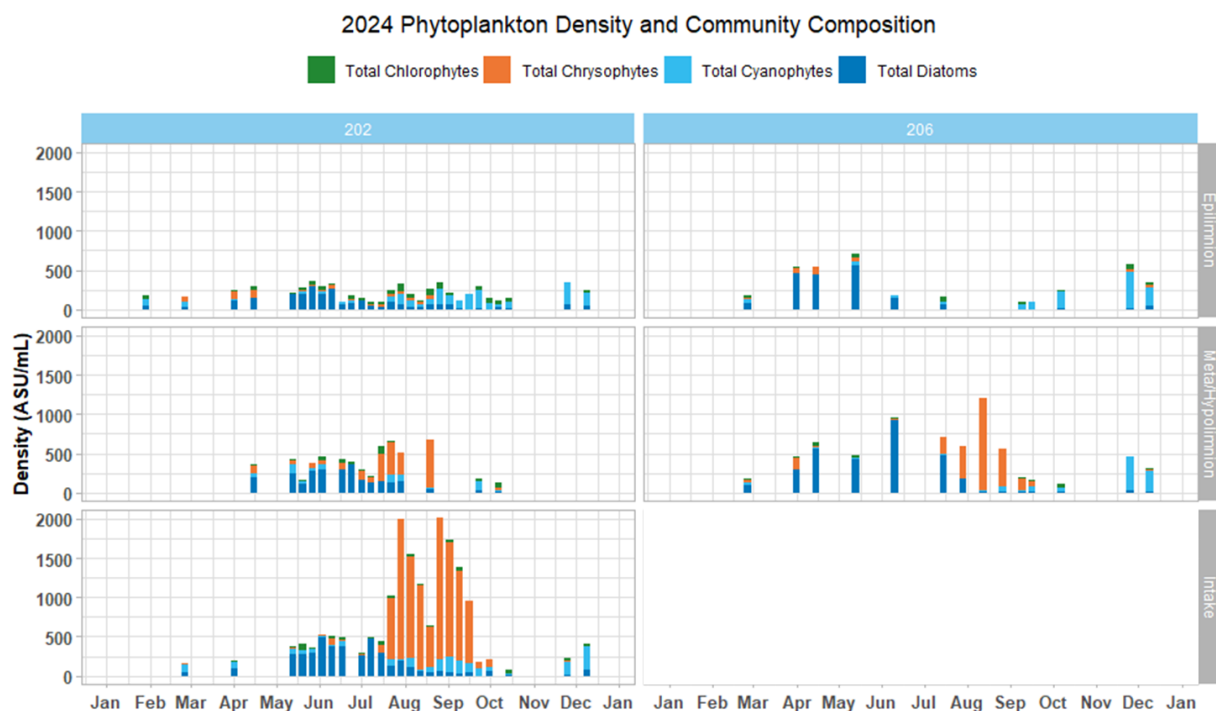 2024 Phytoplankton Density and Community Composition
Total Chlorophytes Total Chrysophytes Total Cyanophytes Total Diatoms
202 206
2000
1500
1000
500
0
Epilimnion
2000
1500
1000
500
0
Meta/Hypolimnion
2000
1500
1000
500
0
Intake
Density (ASU/mL)
Jan Feb Mar Apr May Jun Jul Aug Sep Oct Nov Dec Jan Jan Feb Mar Apr May Jun Jul Aug Sep Oct Nov Dec Jan